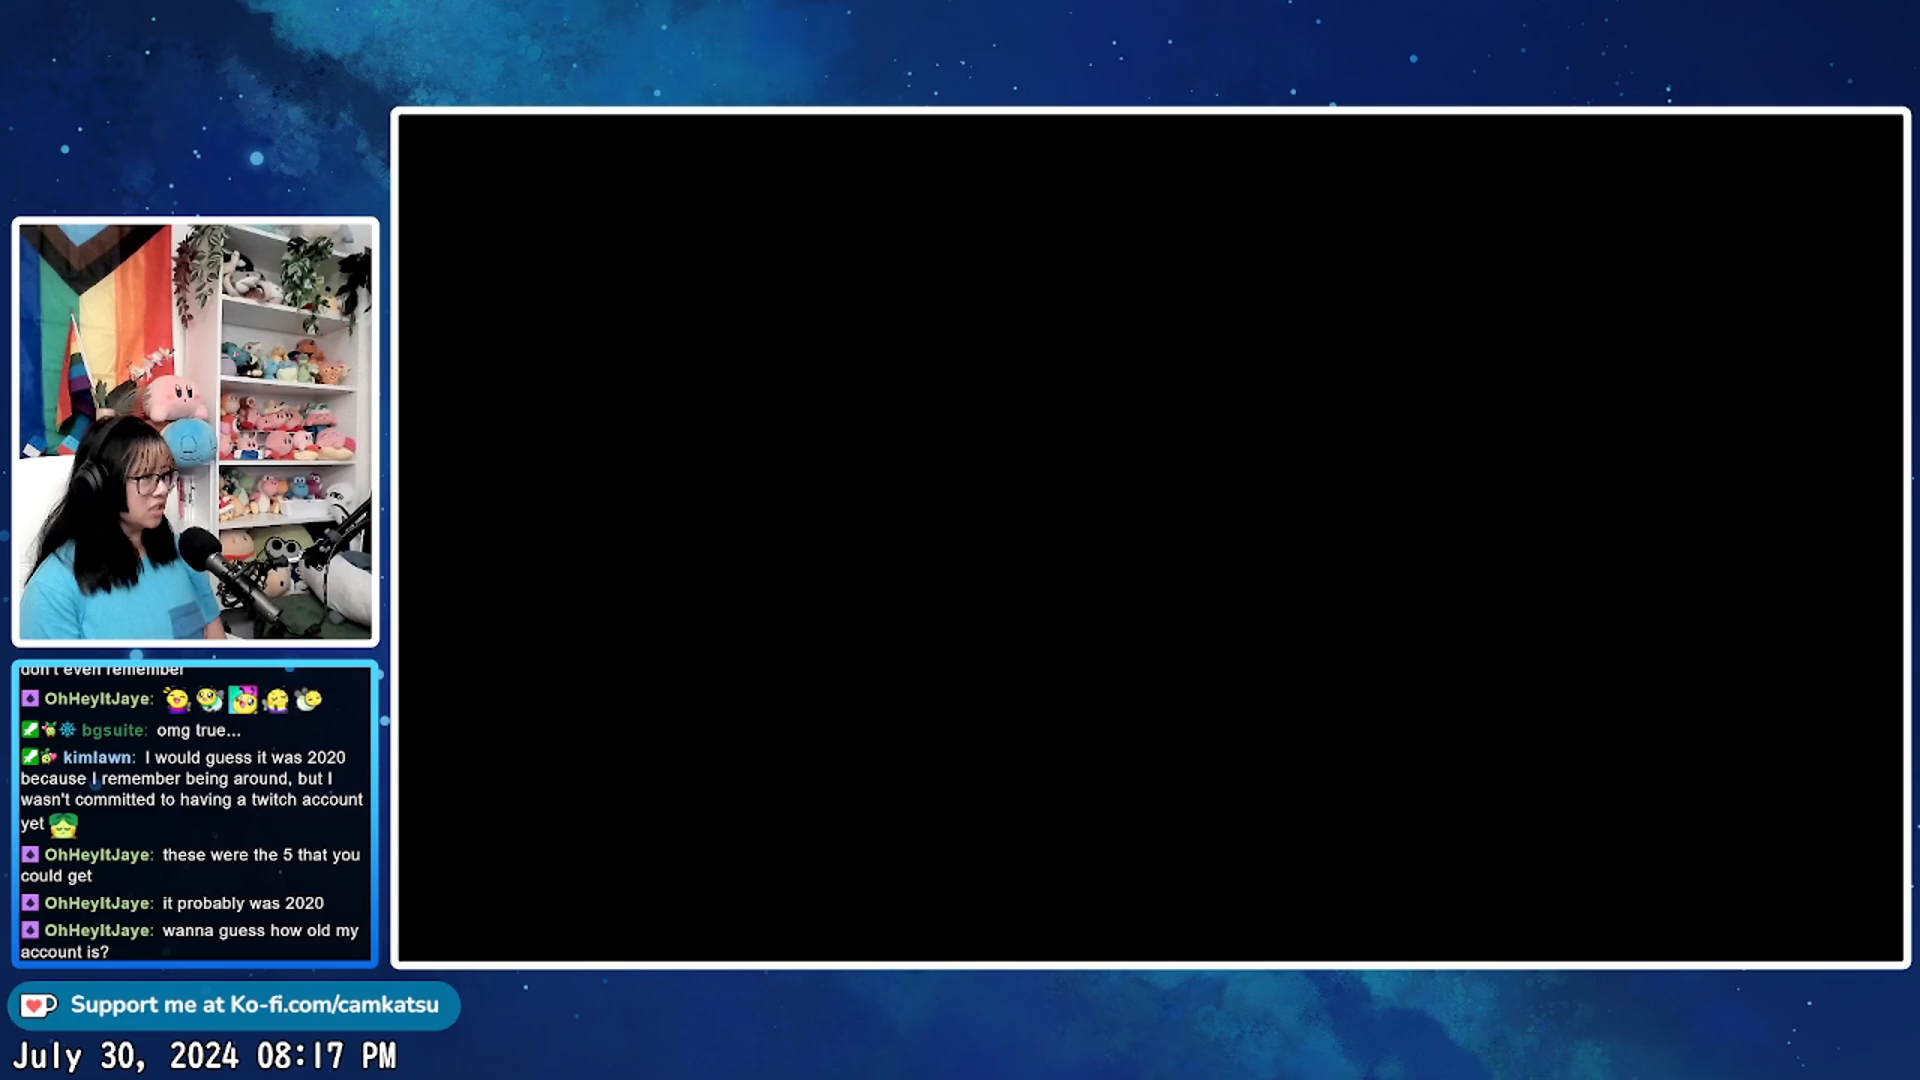 don't even remember
OhHeyItJaye:
bgsuite: omg true...
kimlawn: I would guess it was 2020
because I remember being around, but I
wasn't committed to having a twitch account
yet
OhHeyItJaye: these were the 5 that you
could get
OhHeyItJaye: it probably was 2020
OhHeyItJaye: wanna guess how old my
account is?
Support me at Ko-fi.com/camkatsu
July 30, 2024 08:17 PM